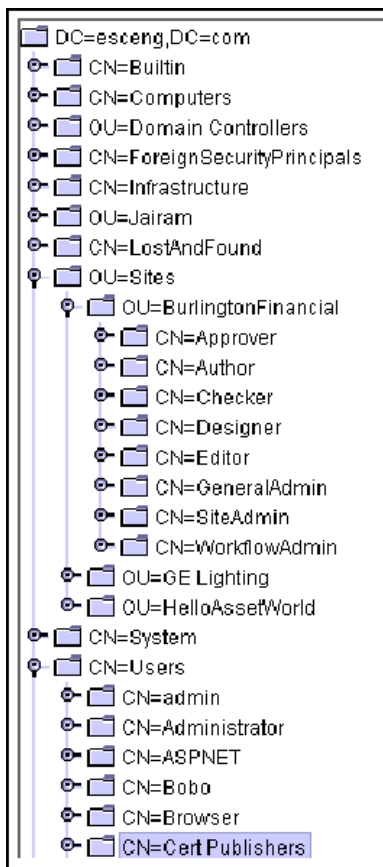 DC=esceng,DC=com
CN=Builtin
CN=Computers
OU=Domain Controllers
CN=ForeignSecurityPrincipals
CN=Infrastructure
OU=Jairam
CN=LostAndFound
OU=Sites
OU=BurlingtonFinancial
CN=Approver
CN=Author
CN=Checker
CN=Designer
CN=Editor
CN=GeneralAdmin
CN=SiteAdmin
CN=WorkflowAdmin
OU=GE Lighting
OU=HelloAssetWorld
CN=System
CN=Users
CN=admin
CN=Administrator
CN=ASPNET
CN=Bobo
CN=Browser
CN=Cert Publishers